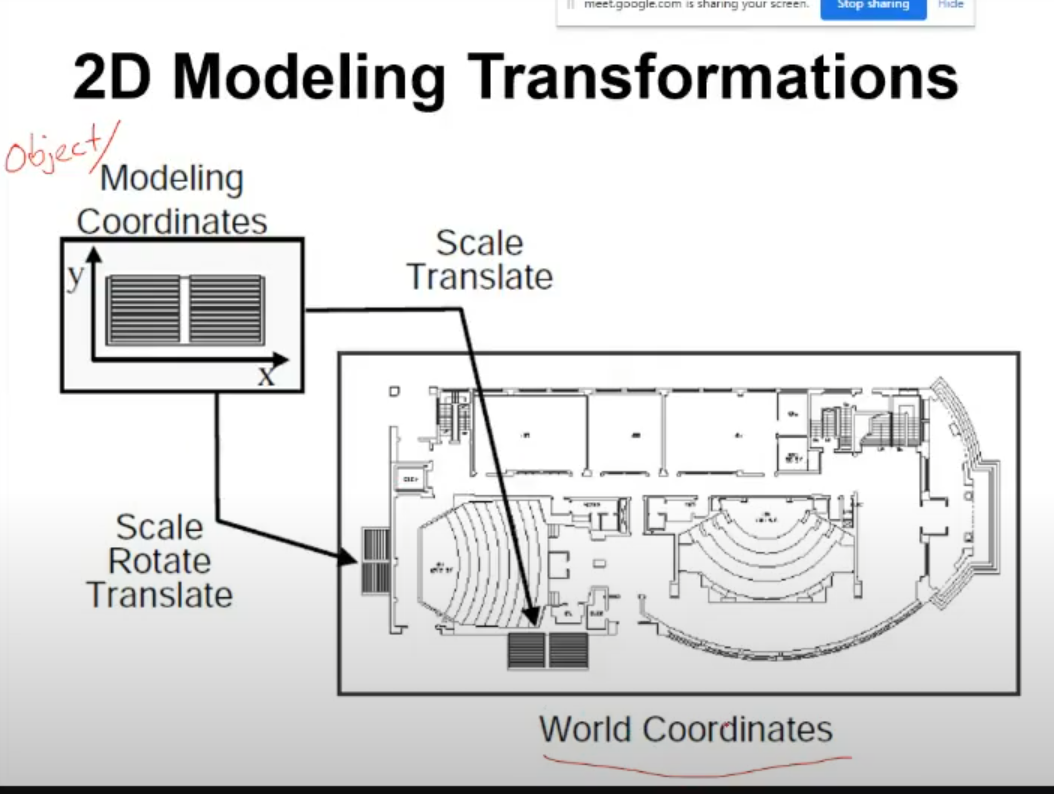 meet.google.com is sharing your screen. Stop sharing Hide
2D Modeling Transformations
Object/
Modeling
Coordinates
y
x
Scale
Translate
Scale
Rotate
Translate
World Coordinates